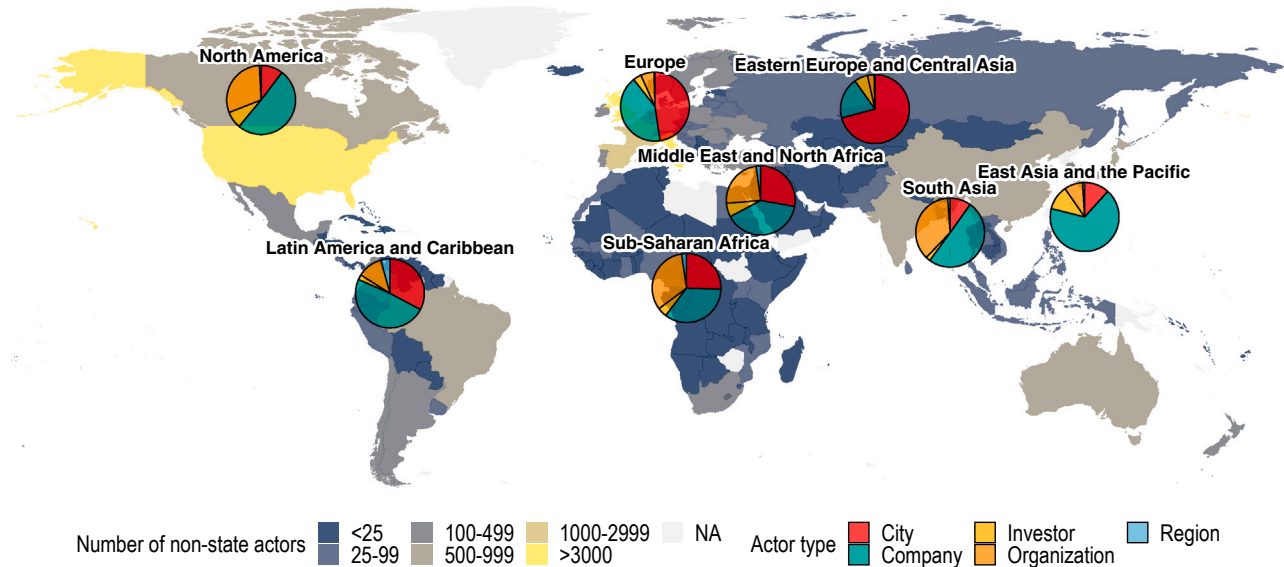 North America
Europe
Eastern Europe and Central Asia
Middle East and North Africa
East Asia and the Pacific
South Asia
Latin America and Caribbean
Sub-Saharan Africa
Number of non-state actors
<25
25-99
100-499
500-999
1000-2999
>3000
NA
Actor type
City
Company
Investor
Organization
Region